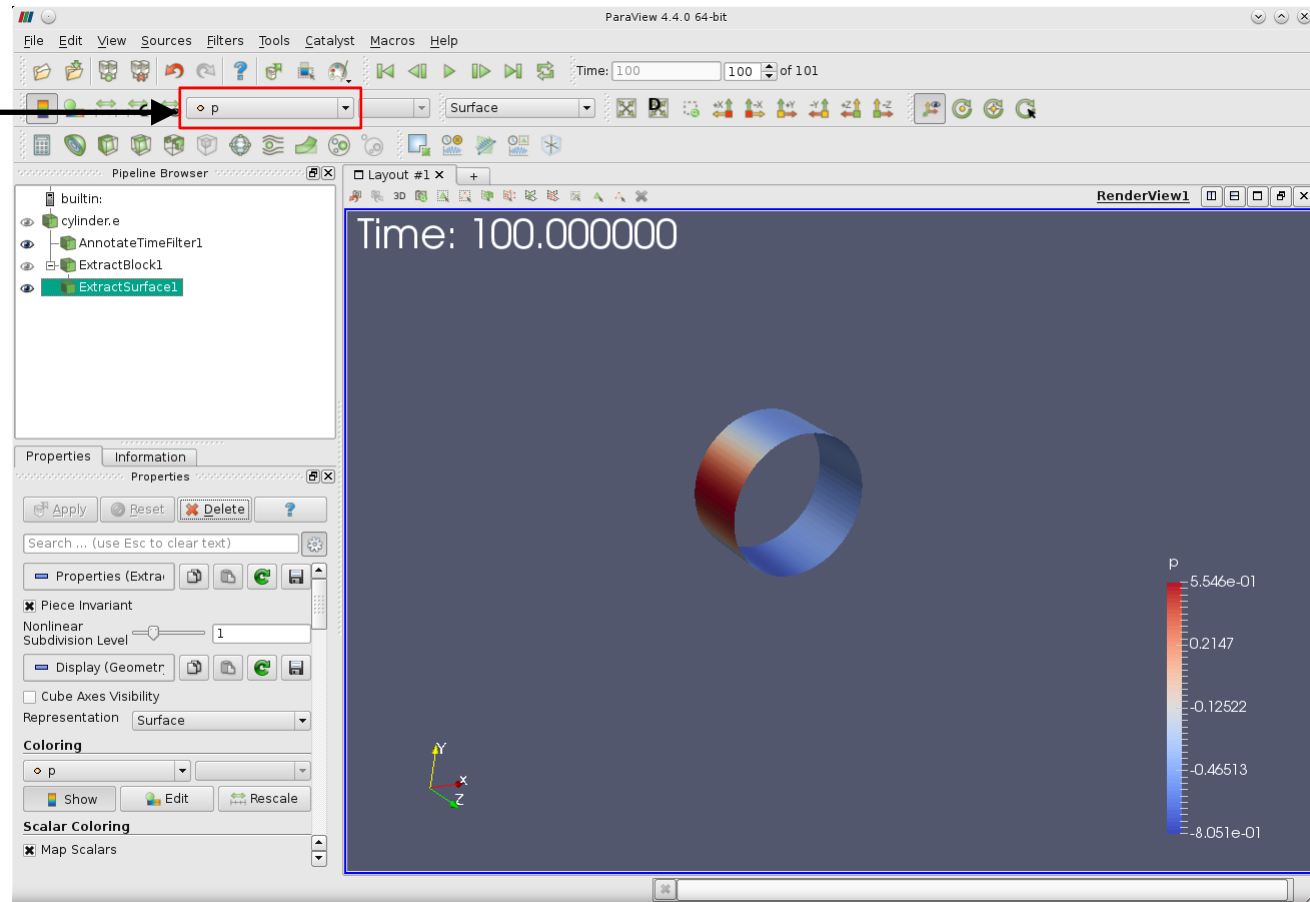 ParaView 4.4.0 64-bit
File Edit View Sources Filters Tools Catalyst Macros Help
Time: 100 100 of 101
p Surface
Pipeline Browser
Layout #1 +
3D
RenderView1
builtin:
cylinder.e
AnnotateTimeFilter1
ExtractBlock1
ExtractSurface1
Time: 100.000000
Properties Information
Properties
Apply Reset Delete ?
Search ... (use Esc to clear text)
Properties (Extra
Piece Invariant
Nonlinear
Subdivision Level 1
Display (Geometr
Cube Axes Visibility
Representation Surface
Coloring
p
Show Edit Rescale
Scalar Coloring
Map Scalars
Y
X
Z
p
5.546e-01
0.2147
-0.12522
-0.46513
-8.051e-01